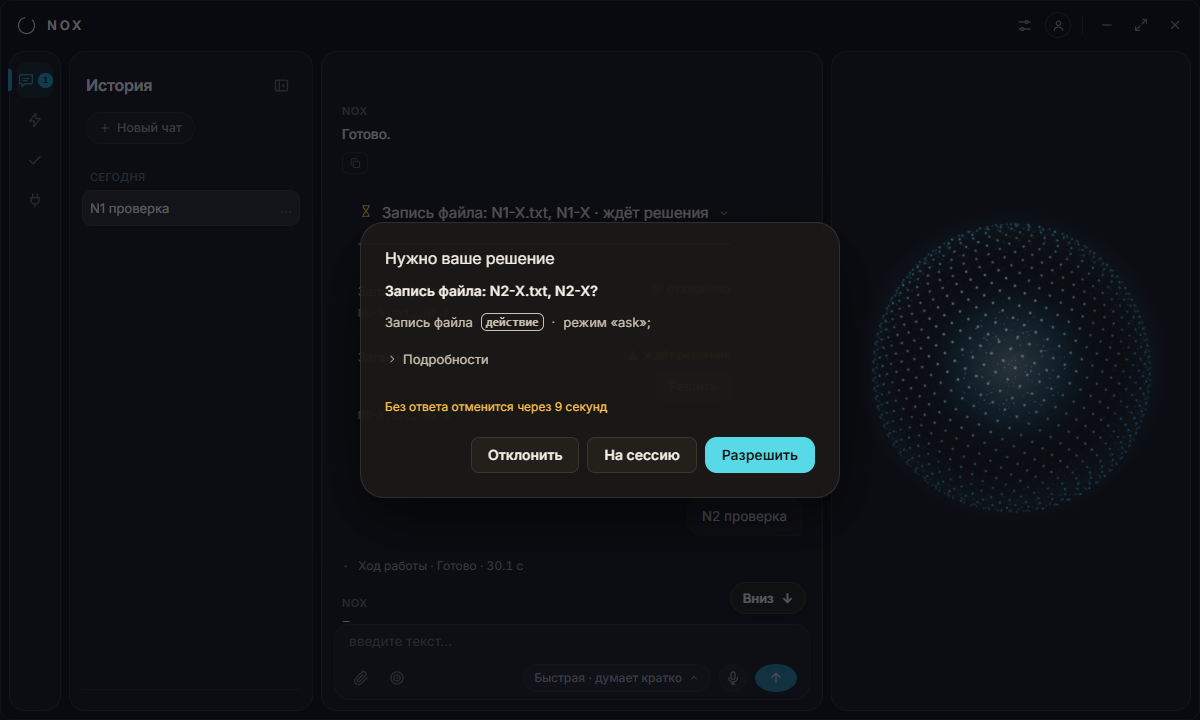 NOX
1
История
+ Новый чат
СЕГОДНЯ
N1 проверка
...
NOX
Готово.
Запись файла: N1-X.txt, N1-X · ждёт решения
Нужно ваше решение
Запись файла: N2-X.txt, N2-X?
Запись файла действие · режим «ask»;
Подробности
Без ответа отменится через 9 секунд
Отклонить
На сессию
Разрешить
N2 проверка
· Ход работы · Готово · 30.1 с
NOX
Вниз ↓
введите текст...
Быстрая · думает кратко